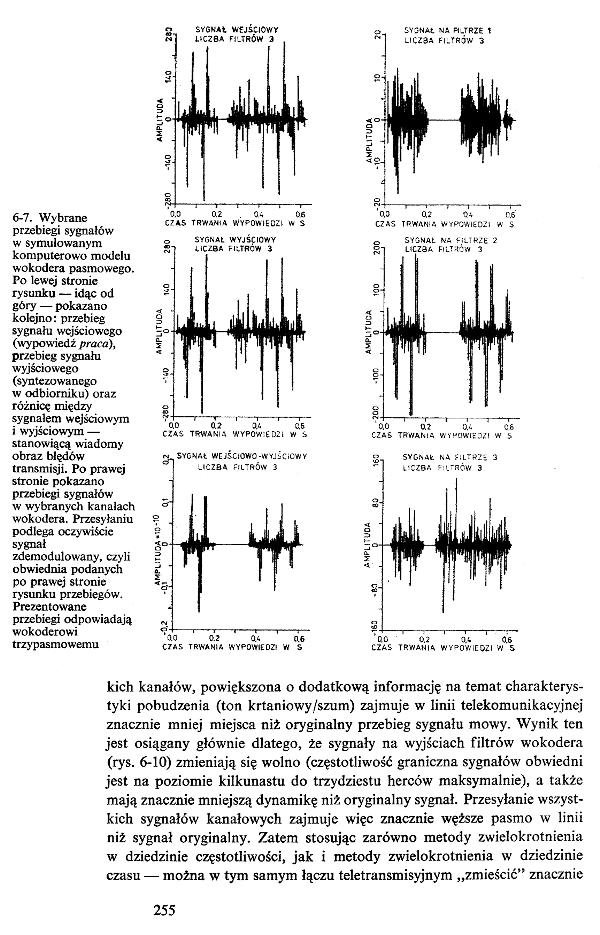 SYGNAŁ WEJŚCIOWY
LICZBA FILTRÓW 3
280
140
0
-140
-280
AMPLITUDA
0,0 0,2 0,4 0,6
CZAS TRWANIA WYPOWIEDZI W S
SYGNAŁ NA FILTRZE 1
LICZBA FILTRÓW 3
20
10
0
-10
-20
AMPLITUDA
0,0 0,2 0,4 0,6
CZAS TRWANIA WYPOWIEDZI W S
SYGNAŁ WYJŚCIOWY
LICZBA FILTRÓW 3
280
140
0
-140
-280
AMPLITUDA
0,0 0,2 0,4 0,6
CZAS TRWANIA WYPOWIEDZI W S
SYGNAŁ NA FILTRZE 2
LICZBA FILTRÓW 3
200
100
0
-100
-200
AMPLITUDA
0,0 0,2 0,4 0,6
CZAS TRWANIA WYPOWIEDZI W S
SYGNAŁ WEJŚCIOWO-WYJŚCIOWY
LICZBA FILTRÓW 3
0,2
0,1
0
-0,1
-0,2
AMPLITUDA
0,0 0,2 0,4 0,6
CZAS TRWANIA WYPOWIEDZI W S
SYGNAŁ NA FILTRZE 3
LICZBA FILTRÓW 3
160
80
0
-80
-160
AMPLITUDA
0,0 0,2 0,4 0,6
CZAS TRWANIA WYPOWIEDZI W S
6-7. Wybrane
przebiegi sygnałów
w symulowanym
komputerowo modelu
wokodera pasmowego.
Po lewej stronie
rysunku — idąc od
góry — pokazano
kolejno: przebieg
sygnału wejściowego
(wypowiedź praca),
przebieg sygnału
wyjściowego
(syntezowanego
w odbiorniku) oraz
różnicę między
sygnałem wejściowym
i wyjściowym —
stanowiącą wiadomy
obraz błędów
transmisji. Po prawej
stronie pokazano
przebiegi sygnałów
w wybranych kanałach
wokodera. Przesyłaniu
podlega oczywiście
sygnał
zdemodulowany, czyli
obwiednia podanych
po prawej stronie
rysunku przebiegów.
Prezentowane
przebiegi odpowiadają
wokoderowi
trzypasmowemu
kich kanałów, powiększona o dodatkową informację na temat charakterys-
tyki pobudzenia (ton krtaniowy/szum) zajmuje w linii telekomunikacyjnej
znacznie mniej miejsca niż oryginalny przebieg sygnału mowy. Wynik ten
jest osiągany głównie dlatego, że sygnały na wyjściach filtrów wokodera
(rys. 6-10) zmieniają się wolno (częstotliwość graniczna sygnałów obwiedni
jest na poziomie kilkunastu do trzydziestu herców maksymalnie), a także
mają znacznie mniejszą dynamikę niż oryginalny sygnał. Przesyłanie wszyst-
kich sygnałów kanałowych zajmuje więc znacznie węższe pasmo w linii
niż sygnał oryginalny. Zatem stosując zarówno metody zwielokrotnienia
w dziedzinie częstotliwości, jak i metody zwielokrotnienia w dziedzinie
czasu — można w tym samym łączu teletransmisyjnym „zmieścić” znacznie
255